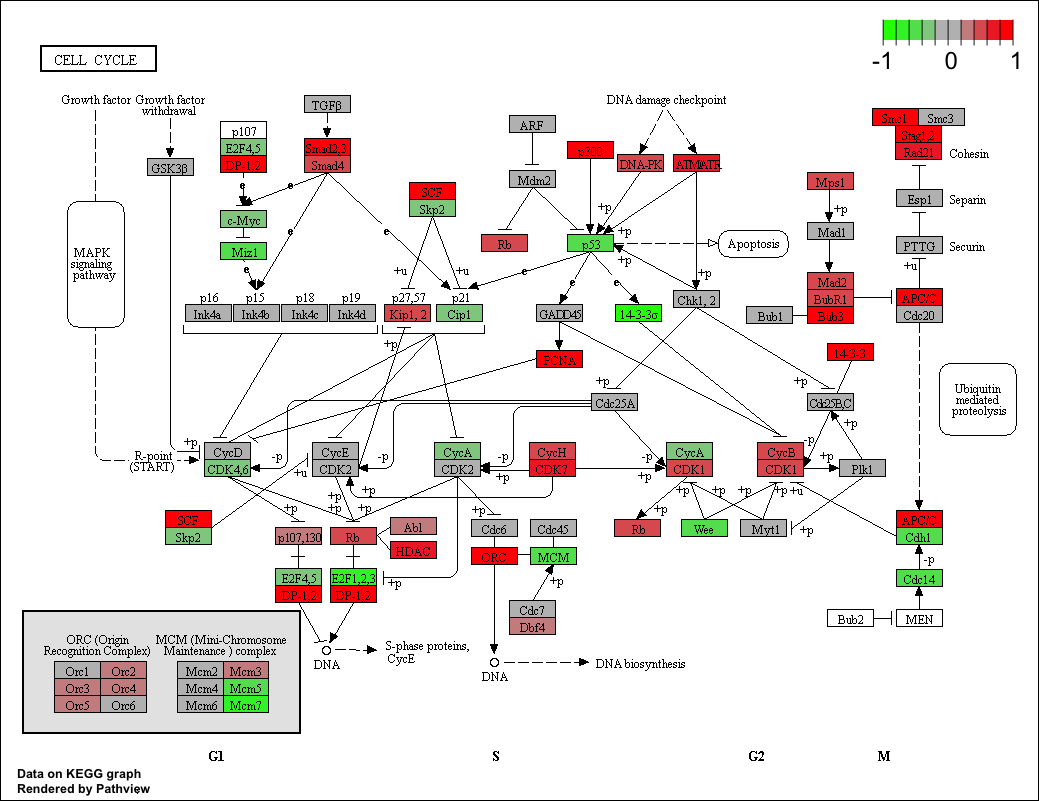 CELL CYCLE
-1 0 1
Growth factor
Growth factor
withdrawal
TGFβ
DNA damage checkpoint
p107
E2F4,5
DP-1,2
Smad2,3
Smad4
ARF
p300
DNA-PK
ATM/ATR
Smc1
Smc3
Stag1,2
Rad21
Cohesin
GSK3β
e
e
e
e
c-Myc
Miz1
SCF
Skp2
Mdm2
Rb
+p
p53
+p
Apoptosis
Mps1
+p
Mad1
Esp1
Separin
PTTG
Securin
+u
MAPK
signaling
pathway
+u
+u
e
e
e
+p
p16
p15
p18
p19
p27,57
p21
Ink4a
Ink4b
Ink4c
Ink4d
Kip1, 2
Cip1
GADD45
14-3-3σ
Chk1, 2
Mad2
BubR1
Bub3
Bub1
APC/C
Cdc20
+p
PCNA
14-3-3
+p
+p
Cdc25A
Cdc25B,C
Ubiquitin
mediated
proteolysis
R-point
(START)
+p
CycD
CDK4,6
-p
+u
CycE
CDK2
-p
CycA
CDK2
-p
+p
CycH
CDK7
-p
+p
CycA
CDK1
CycB
CDK1
-p
+p
+p
Plk1
+p
+p
+p
+p
+p
+p
+p
+p
+p
+u
+p
SCF
Skp2
p107,130
Rb
Abl
HDAC
Cdc6
Cdc45
Rb
Wee
Myt1
APC/C
Cdh1
E2F4,5
DP-1,2
E2F1,2,3
DP-1,2
+p
ORC
MCM
+p
-p
Cdc14
Cdc7
Dbf4
Bub2
MEN
DNA
S-phase proteins,
CycE
DNA
DNA biosynthesis
ORC (Origin
Recognition Complex)
MCM (Mini-Chromosome
Maintenance ) complex
Orc1 Orc2
Orc3 Orc4
Orc5 Orc6
Mcm2 Mcm3
Mcm4 Mcm5
Mcm6 Mcm7
G1 S G2 M
Data on KEGG graph
Rendered by Pathview